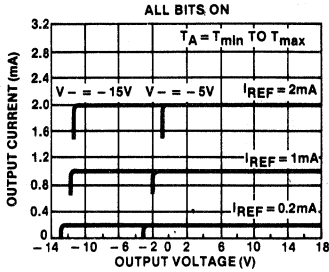 ALL BITS ON
3.2
T_A = T_min TO T_max
2.8
2.4
V− = −15V V− = −5V I_REF = 2mA
2.0
1.6
1.2
I_REF = 1mA
0.8
0.4
I_REF = 0.2mA
0
−14 −10 −6 −2 0 2 6 10 14 18
OUTPUT VOLTAGE (V)
OUTPUT CURRENT (mA)